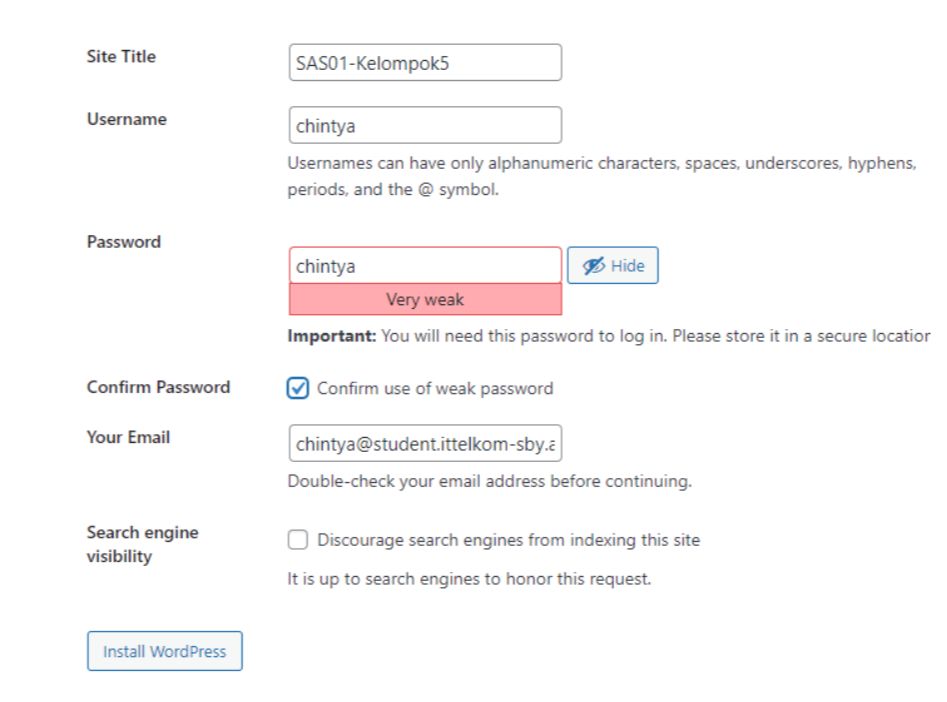 Site Title
SAS01-Kelompok5
Username
chintya
Usernames can have only alphanumeric characters, spaces, underscores, hyphens,
periods, and the @ symbol.
Password
chintya
Hide
Very weak
Important: You will need this password to log in. Please store it in a secure location
Confirm Password
Confirm use of weak password
Your Email
chintya@student.ittelkom-sby.a
Double-check your email address before continuing.
Search engine
visibility
Discourage search engines from indexing this site
It is up to search engines to honor this request.
Install WordPress